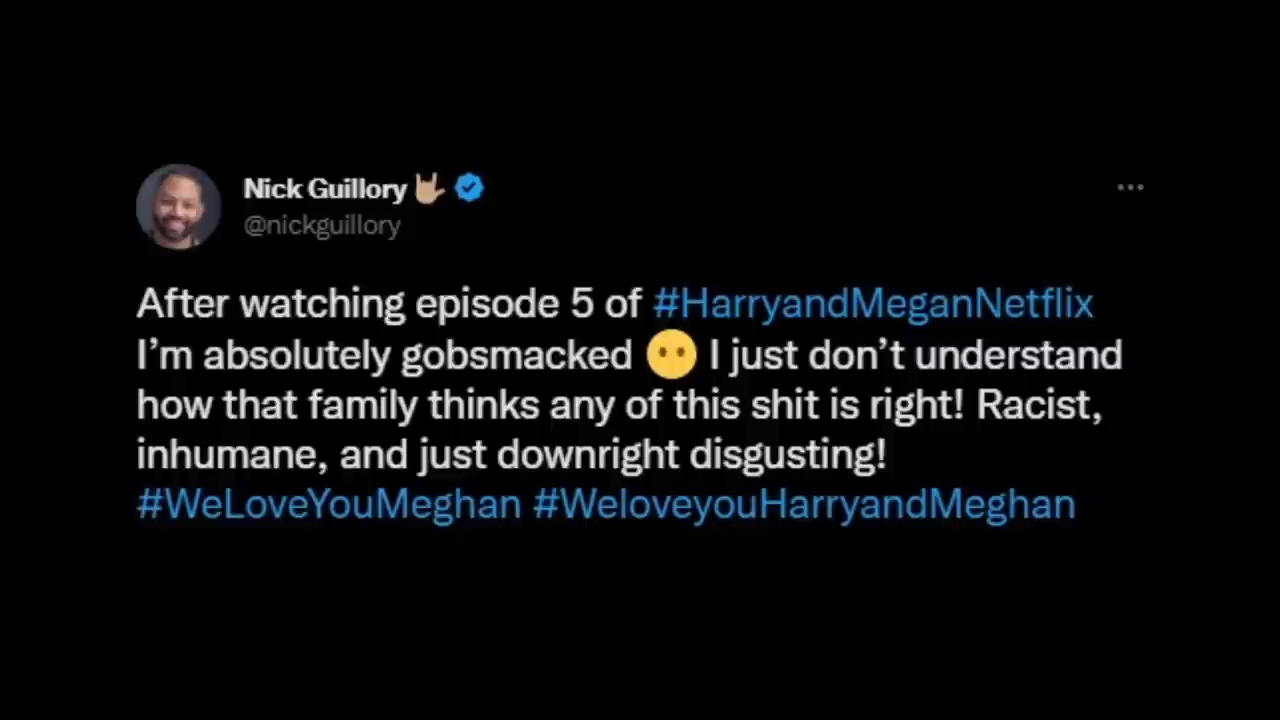 Nick Guillory 🤟🏼
@nickguillory
After watching episode 5 of #HarryandMeganNetflix
I’m absolutely gobsmacked 😶 I just don’t understand
how that family thinks any of this shit is right! Racist,
inhumane, and just downright disgusting!
#WeLoveYouMeghan #WeloveyouHarryandMeghan